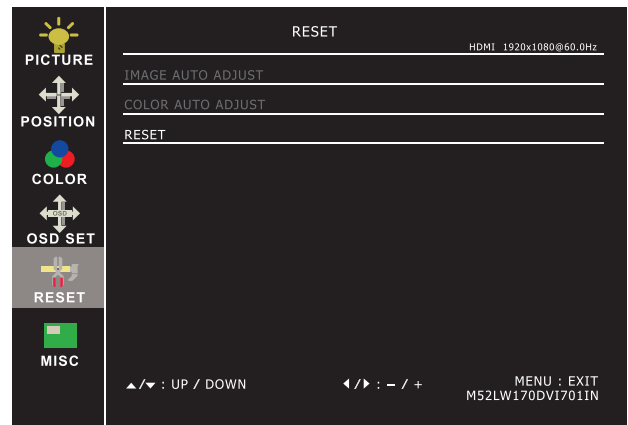 PICTURE
POSITION
COLOR
OSD
OSD SET
RESET
MISC
RESET
HDMI 1920x1080@60.0Hz
IMAGE AUTO ADJUST
COLOR AUTO ADJUST
RESET
▲/▼ : UP / DOWN
◀/▶ : – / +
MENU : EXIT
M52LW170DVI701IN